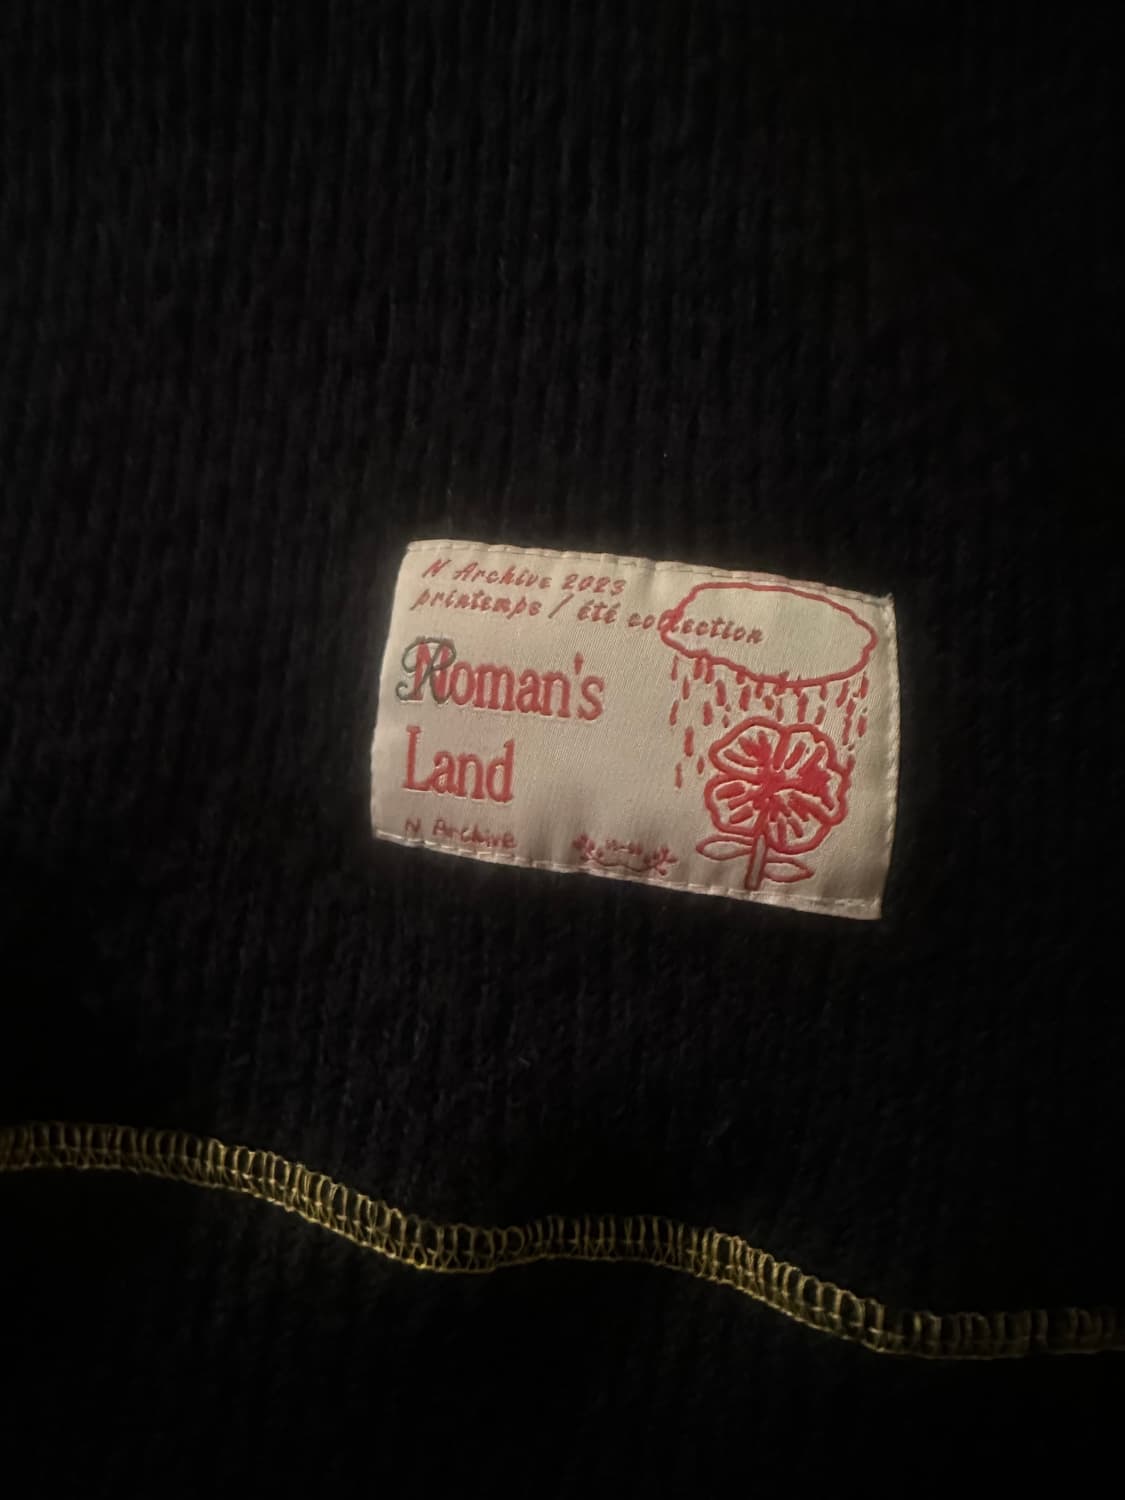 N Archive 2023
printemps / été collection
Roman's
Land
N Archive